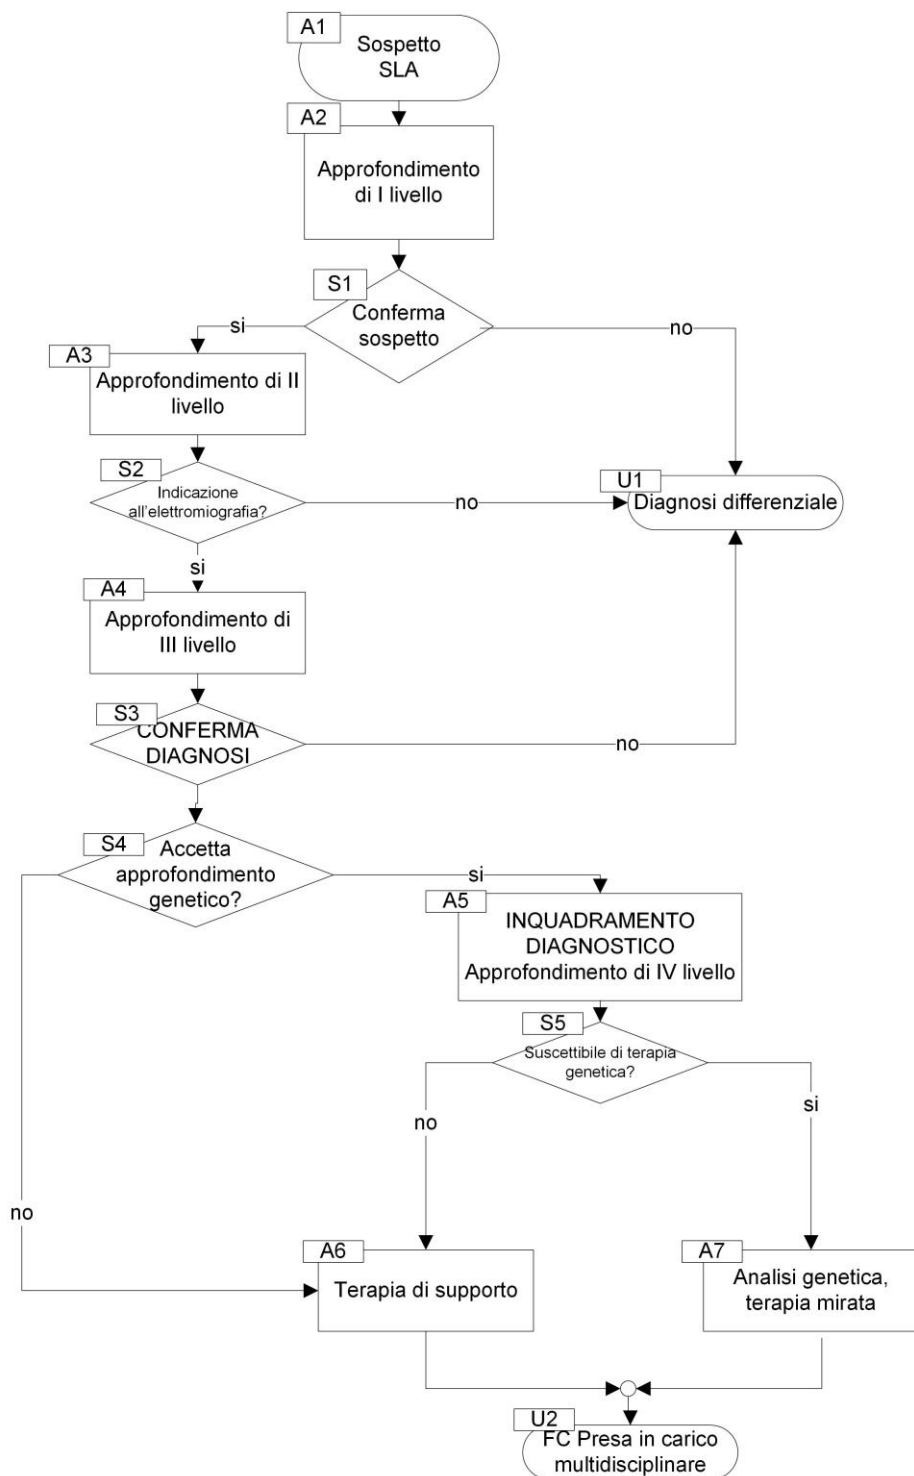 A1
Sospetto
SLA
A2
Approfondimento
di I livello
S1
Conferma
sospetto
si
no
A3
Approfondimento di II
livello
S2
Indicazione
all'elettromiografia?
no
U1
Diagnosi differenziale
si
A4
Approfondimento di
III livello
S3
CONFERMA
DIAGNOSI
no
S4
Accetta
approfondimento
genetico?
si
A5
INQUADRAMENTO
DIAGNOSTICO
Approfondimento di IV livello
S5
Suscettibile di terapia
genetica?
no
si
no
A6
Terapia di supporto
A7
Analisi genetica,
terapia mirata
U2
FC Presa in carico
multidisciplinare